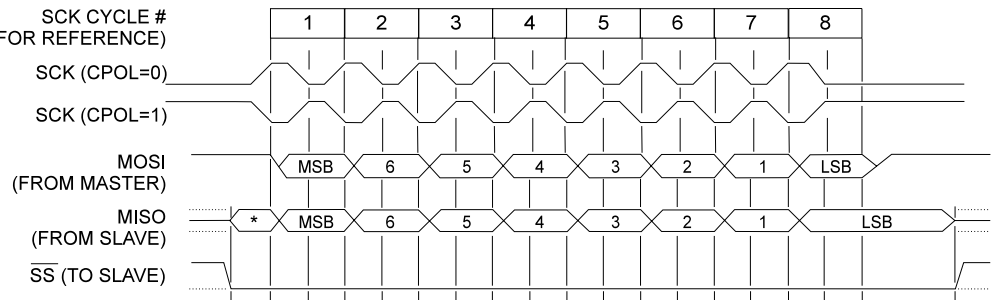 SCK CYCLE # 1 2 3 4 5 6 7 8
FOR REFERENCE)
SCK (CPOL=0)
SCK (CPOL=1)
MOSI MSB 6 5 4 3 2 1 LSB
(FROM MASTER)
MISO * MSB 6 5 4 3 2 1 LSB
(FROM SLAVE)
SS (TO SLAVE)